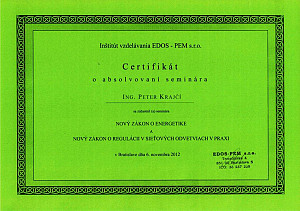 Inštitút vzdelávania EDOS - PEM s.r.o.
Certifikát
o absolvovaní seminára
ING. PETER KRAJČÍ
NOVÝ ZÁKON O ENERGETIKE
A
NOVÝ ZÁKON O REGULÁCII V SIEŤOVÝCH ODVETVIACH V PRAXI
v Bratislave dňa 6. novembra 2012
EDOS-PEM s.r.o.